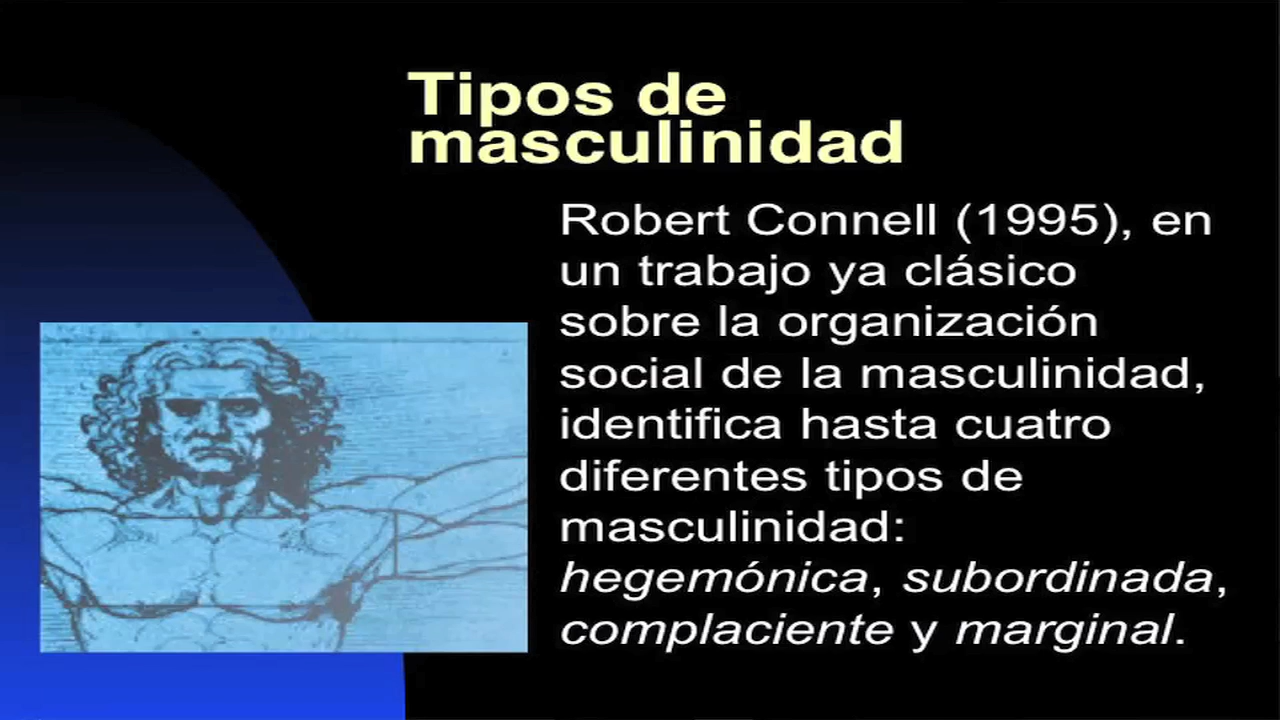 Tipos de
masculinidad
Robert Connell (1995), en
un trabajo ya clásico
sobre la organización
social de la masculinidad,
identifica hasta cuatro
diferentes tipos de
masculinidad:
hegemónica, subordinada,
complaciente y marginal.